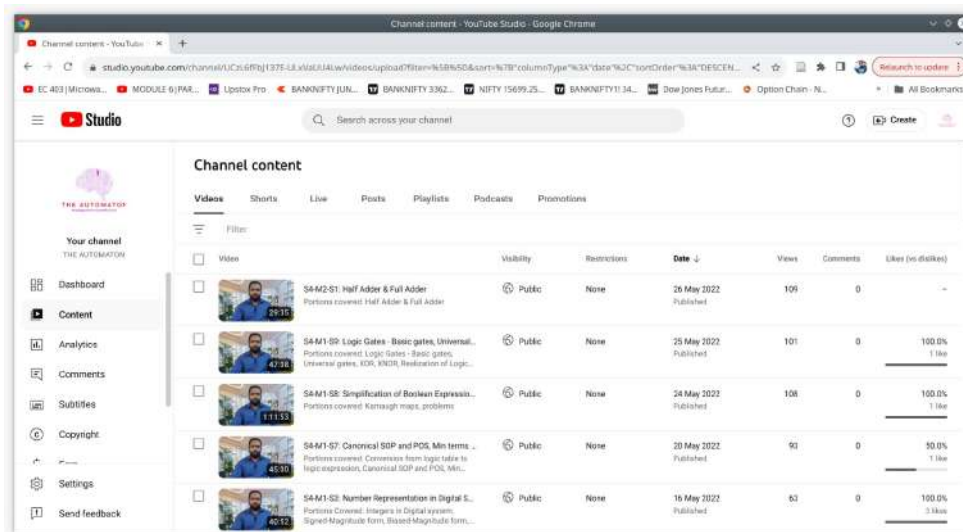 Channel content - YouTube Studio - Google Chrome
Channel content - YouTube
studio.youtube.com
EC 403 | Microwa...
MODULE 6 | PAR...
Upstox Pro
BANKNIFTY JUN...
BANKNIFTY 3362...
NIFTY 15699.25...
BANKNIFTY1! 34...
Dow Jones Futur...
Option Chain - N...
All Bookmarks
Relaunch to update
Studio
Search across your channel
Create
THE AUTOMATON
Your channel
THE AUTOMATON
Dashboard
Content
Analytics
Comments
Subtitles
Copyright
Settings
Send feedback
Channel content
Videos Shorts Live Posts Playlists Podcasts Promotions
Filter
Video Visibility Restrictions Date ↓ Views Comments Likes (vs dislikes)
S4-M2-S1: Half Adder & Full Adder Public None 26 May 2022 109 0 –
Portions covered: Half Adder & Full Adder Published
29:35
S4-M1-S9: Logic Gates - Basic gates, Universal... Public None 25 May 2022 101 0 100.0%
Portions covered: Logic Gates - Basic gates, Published 1 like
Universal gates, XOR, XNOR, Realization of Logic...
47:38
S4-M1-S8: Simplification of Boolean Expressio... Public None 24 May 2022 108 0 100.0%
Portions covered: Karnaugh maps, problems Published 1 like
1:11:53
S4-M1-S7: Canonical SOP and POS, Min terms ... Public None 20 May 2022 0 50.0%
Portions covered: Conversion from logic table to Published 1 like
logic expression, Canonical SOP and POS, Min...
45:10
Public None 16 May 2022 63 0 100.0%
Number Representation in Digital S...
Portions Covered: Integers in Digital system, Published 3 likes
Signed-Magnitude form, Biased-Magnitude form,...
40:52